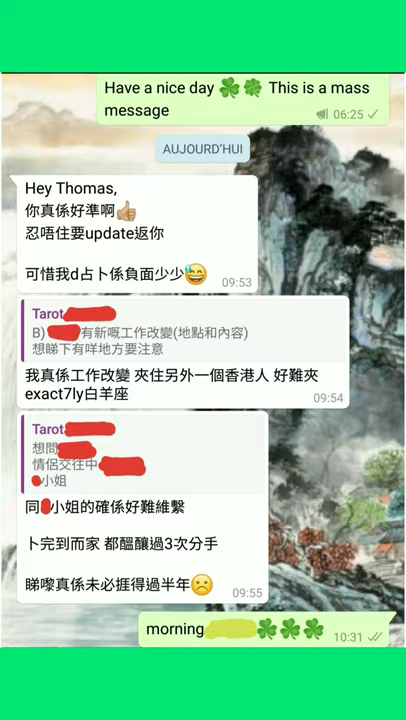 Have a nice day ☘️🍀 This is a mass
message
06:25
AUJOURD'HUI
Hey Thomas,
你真係好準啊👍🏼
忍唔住要update返你
可惜我d占卜係負面少少😅
09:53
Tarot
B) 有新嘅工作改變(地點和內容)
想睇下有咩地方要注意
我真係工作改變 夾住另外一個香港人 好難夾
exact7ly白羊座
09:54
Tarot
想問
情侶交往中
小姐
同 小姐的確係好難維繫
卜完到而家 都醞釀過3次分手
睇嚟真係未必捱得過半年☹️
09:55
morning ☘️☘️☘️
10:31